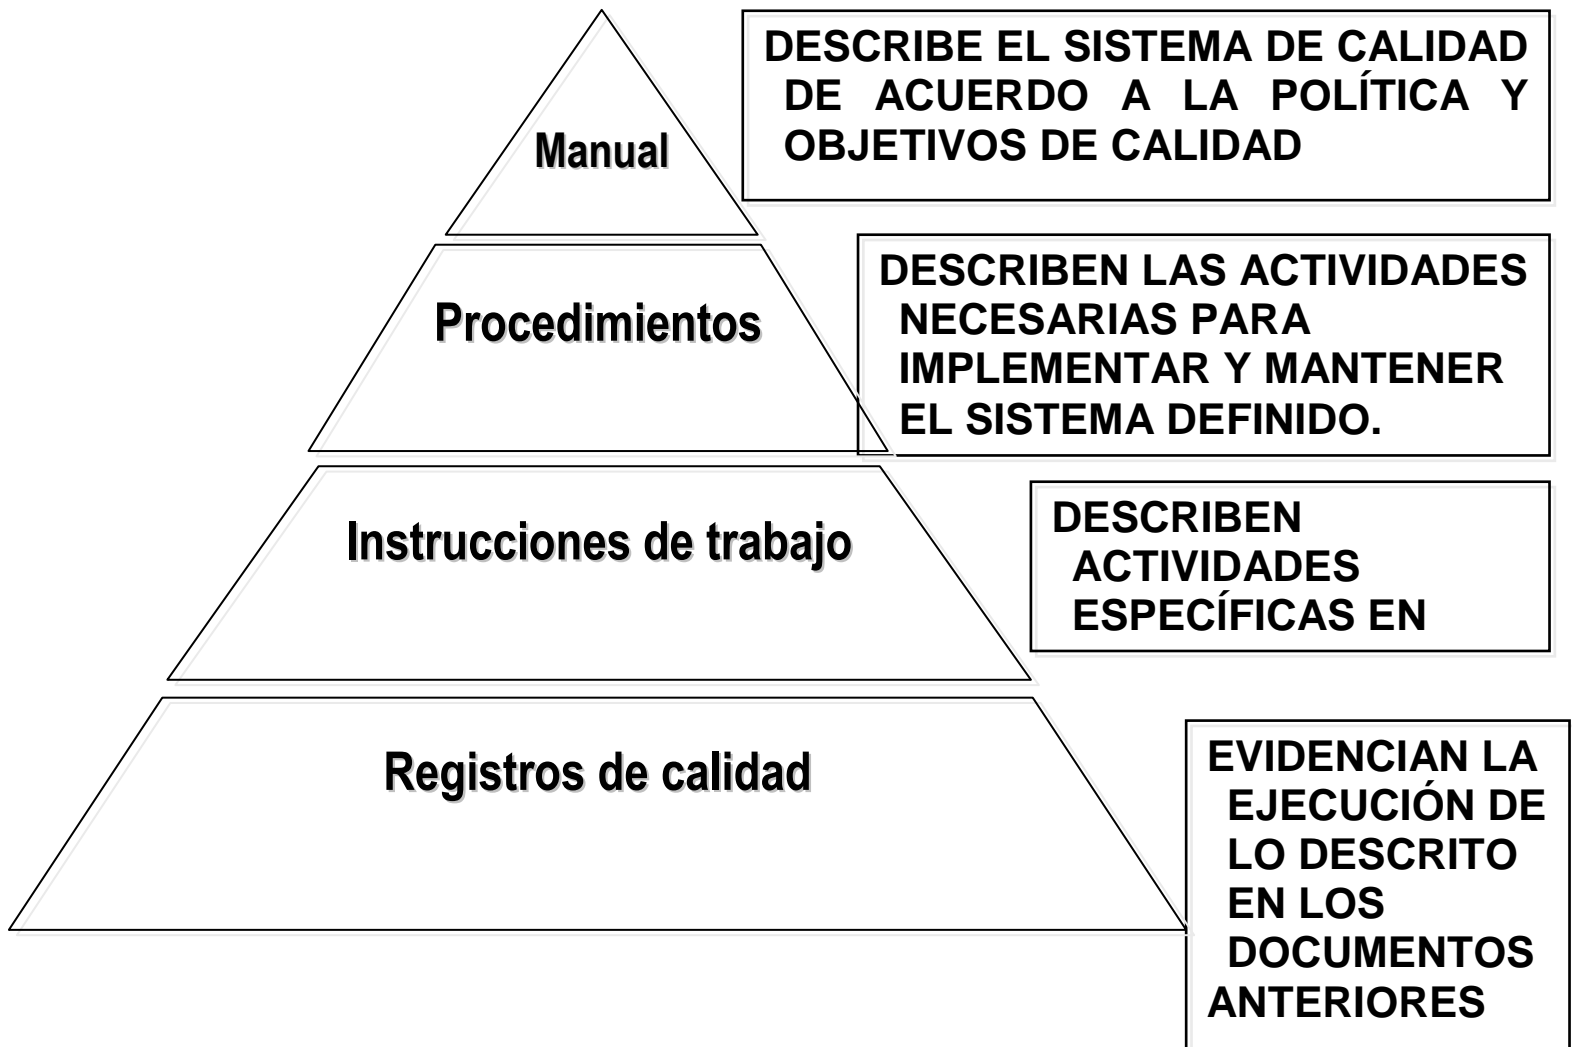 Manual
DESCRIBE EL SISTEMA DE CALIDAD
DE ACUERDO A LA POLÍTICA Y
OBJETIVOS DE CALIDAD
Procedimientos
DESCRIBEN LAS ACTIVIDADES
NECESARIAS PARA
IMPLEMENTAR Y MANTENER
EL SISTEMA DEFINIDO.
Instrucciones de trabajo
DESCRIBEN
ACTIVIDADES
ESPECÍFICAS EN
Registros de calidad
EVIDENCIAN LA
EJECUCIÓN DE
LO DESCRITO
EN LOS
DOCUMENTOS
ANTERIORES